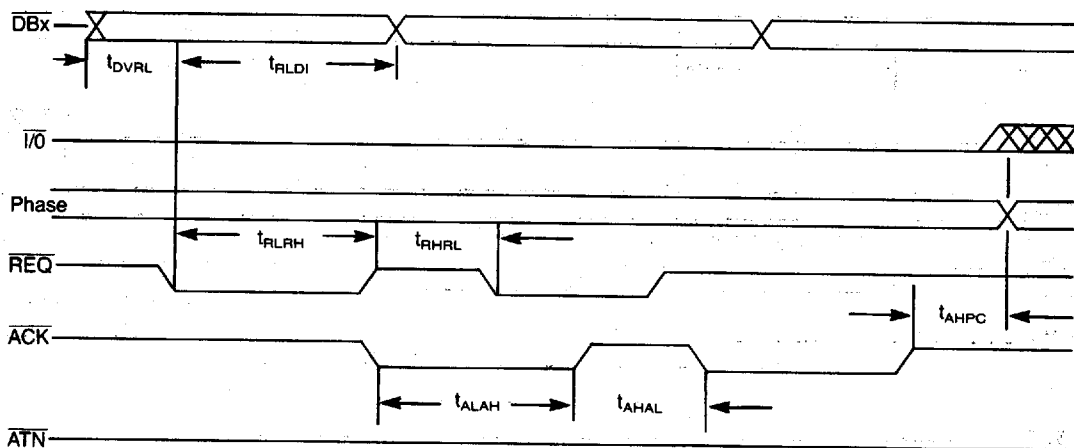 DBx
tDVRL
tRLDI
I/O
Phase
tRLRH
tRHRL
REQ
tAHPC
ACK
tALAH
tAHAL
ATN